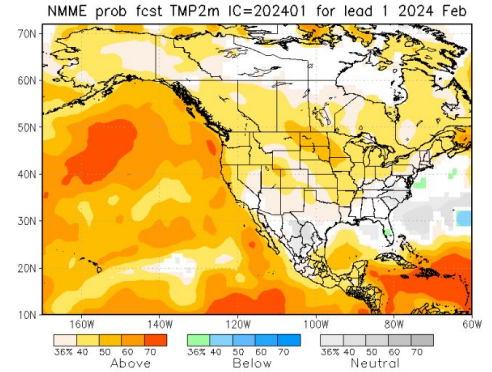 NMME prob fcst TMP2m IC=202401 for lead 1 2024 Feb
70N
60N
50N
40N
30N
20N
10N
160W 140W 120W 100W 80W 60W
36% 40 50 60 70 36% 40 50 60 70 36% 40 50 60 70
Above Below Neutral